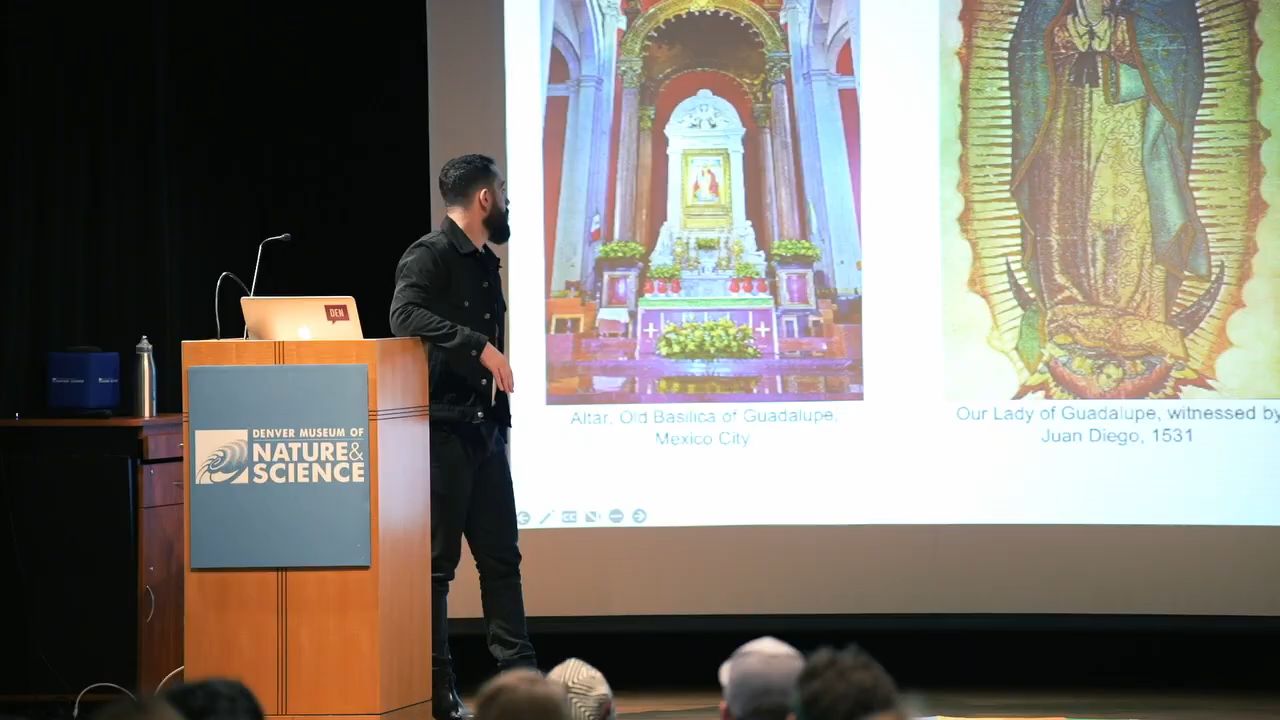 DEN
DENVER MUSEUM OF
NATURE&
SCIENCE
Altar, Old Basilica of Guadalupe,
Mexico City
Our Lady of Guadalupe, witnessed by
Juan Diego, 1531
CC